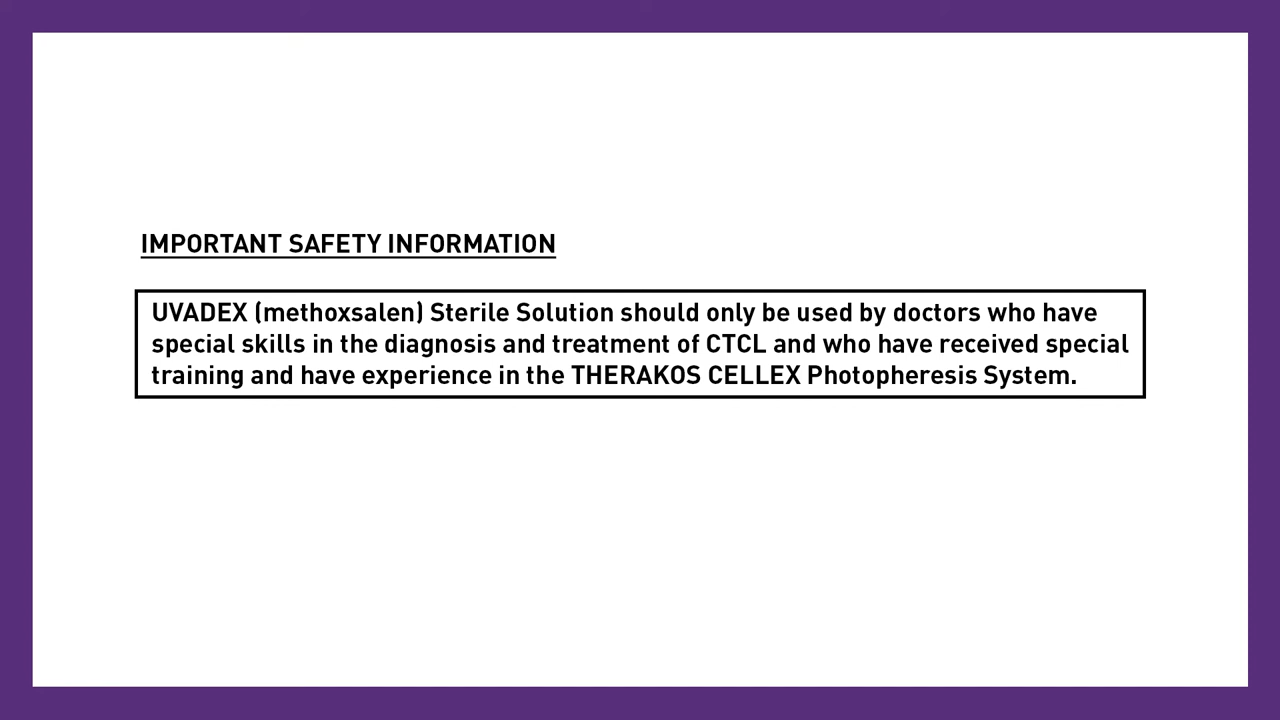 IMPORTANT SAFETY INFORMATION
UVADEX (methoxsalen) Sterile Solution should only be used by doctors who have
special skills in the diagnosis and treatment of CTCL and who have received special
training and have experience in the THERAKOS CELLEX Photopheresis System.